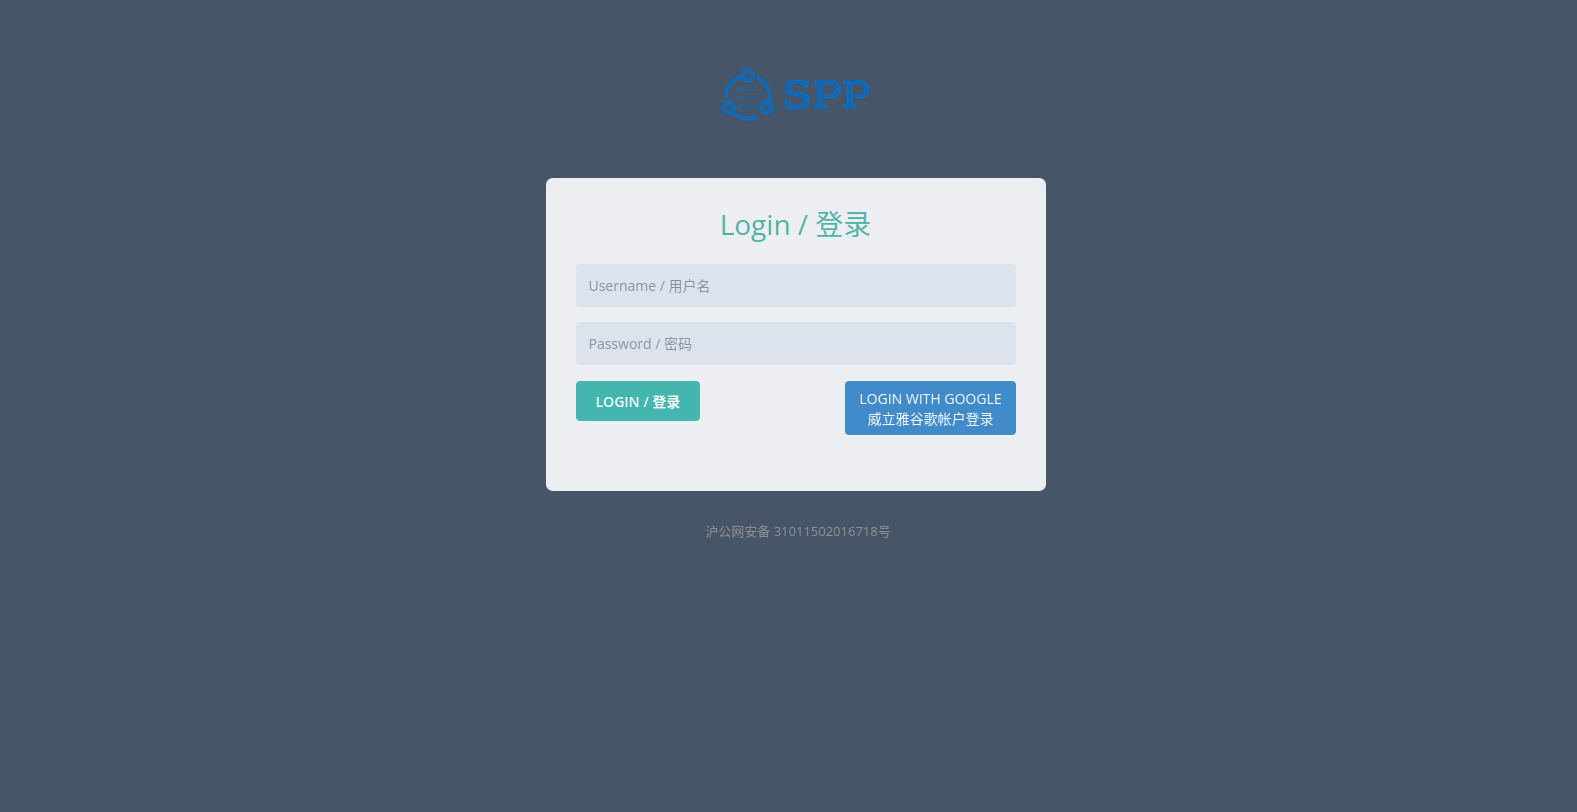 SPP
Login / 登录
Username / 用户名
Password / 密码
LOGIN / 登录
LOGIN WITH GOOGLE
威立雅谷歌帐户登录
沪公网安备 31011502016718号